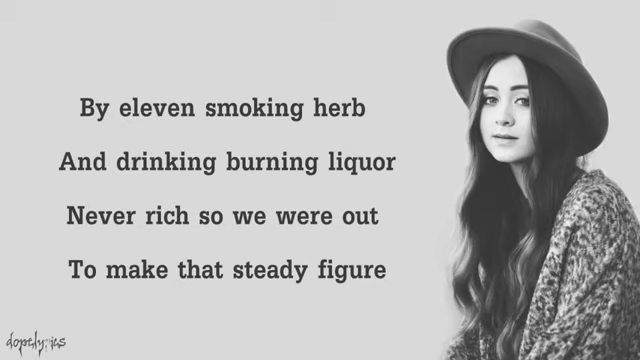 By eleven smoking herb
And drinking burning liquor
Never rich so we were out
To make that steady figure
dopelyrics